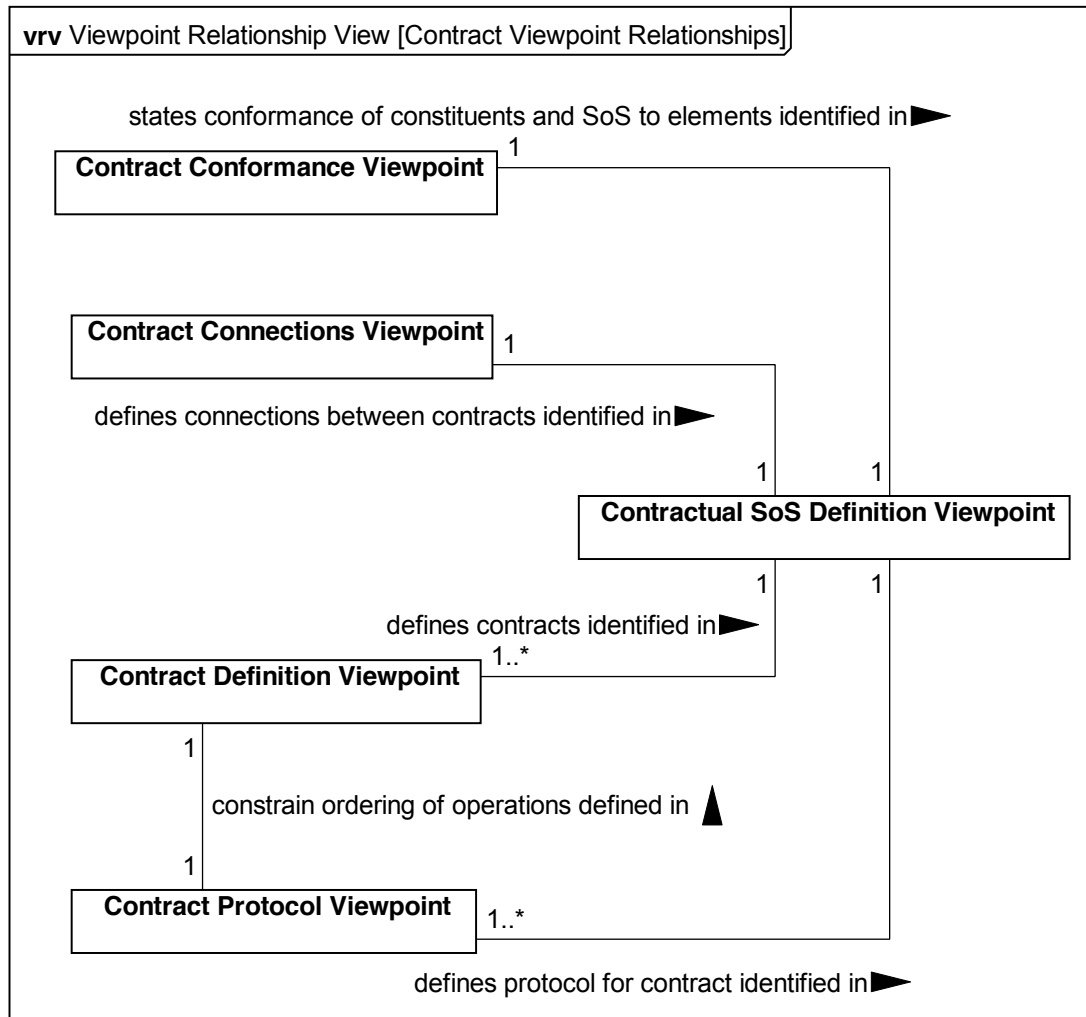 vrv Viewpoint Relationship View [Contract Viewpoint Relationships]
states conformance of constituents and SoS to elements identified in
1
Contract Conformance Viewpoint
Contract Connections Viewpoint
1
defines connections between contracts identified in
1
1
Contractual SoS Definition Viewpoint
1
1
defines contracts identified in
1..*
Contract Definition Viewpoint
1
constrain ordering of operations defined in
1
Contract Protocol Viewpoint
1..*
defines protocol for contract identified in